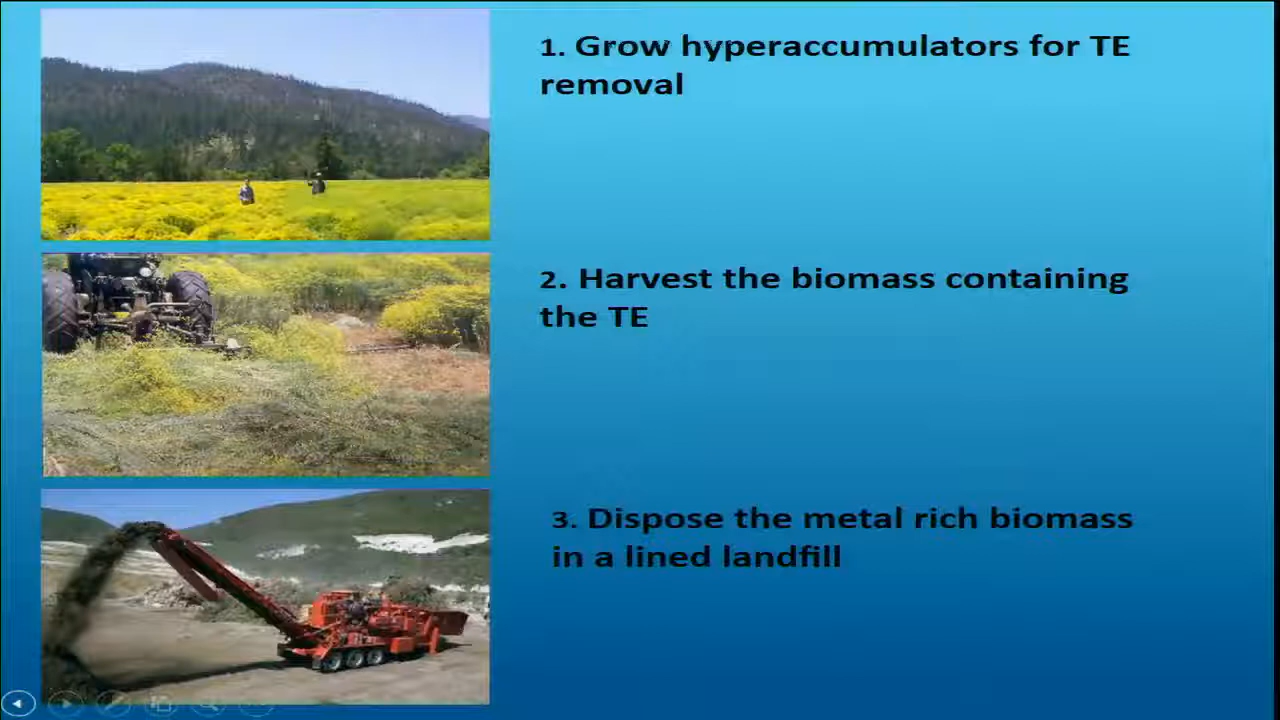 1. Grow hyperaccumulators for TE
removal
2. Harvest the biomass containing
the TE
3. Dispose the metal rich biomass
in a lined landfill